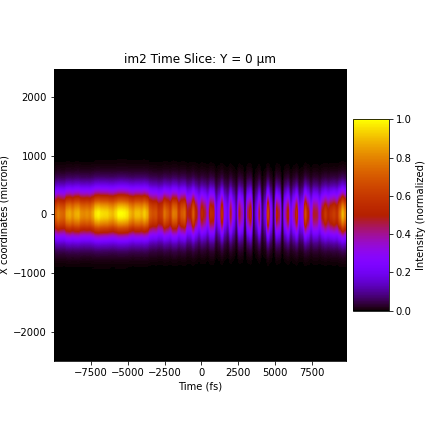 im2 Time Slice: Y = 0 μm
X coordinates (microns)
2000
1000
0
−1000
−2000
−7500 −5000 −2500 0 2500 5000 7500
Time (fs)
1.0
0.8
0.6
0.4
0.2
0.0
Intensity (normalized)